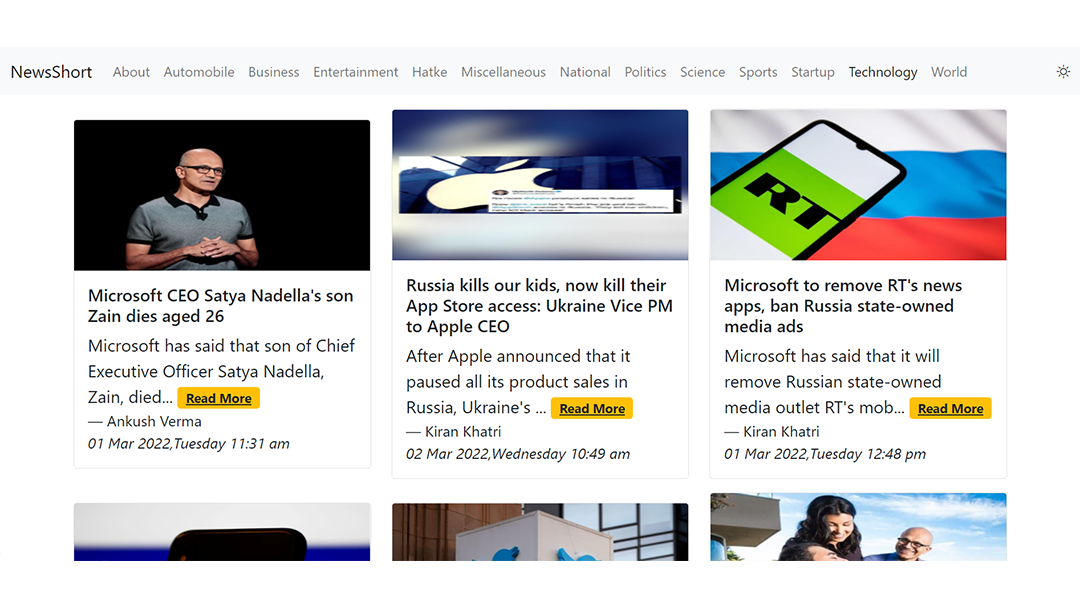 NewsShort About Automobile Business Entertainment Hatke Miscellaneous National Politics Science Sports Startup Technology World
Microsoft CEO Satya Nadella's son
Zain dies aged 26
Microsoft has said that son of Chief
Executive Officer Satya Nadella,
Zain, died... Read More
— Ankush Verma
01 Mar 2022,Tuesday 11:31 am
Russia kills our kids, now kill their
App Store access: Ukraine Vice PM
to Apple CEO
After Apple announced that it
paused all its product sales in
Russia, Ukraine's ... Read More
— Kiran Khatri
02 Mar 2022,Wednesday 10:49 am
RT
Microsoft to remove RT's news
apps, ban Russia state-owned
media ads
Microsoft has said that it will
remove Russian state-owned
media outlet RT's mob... Read More
— Kiran Khatri
01 Mar 2022,Tuesday 12:48 pm